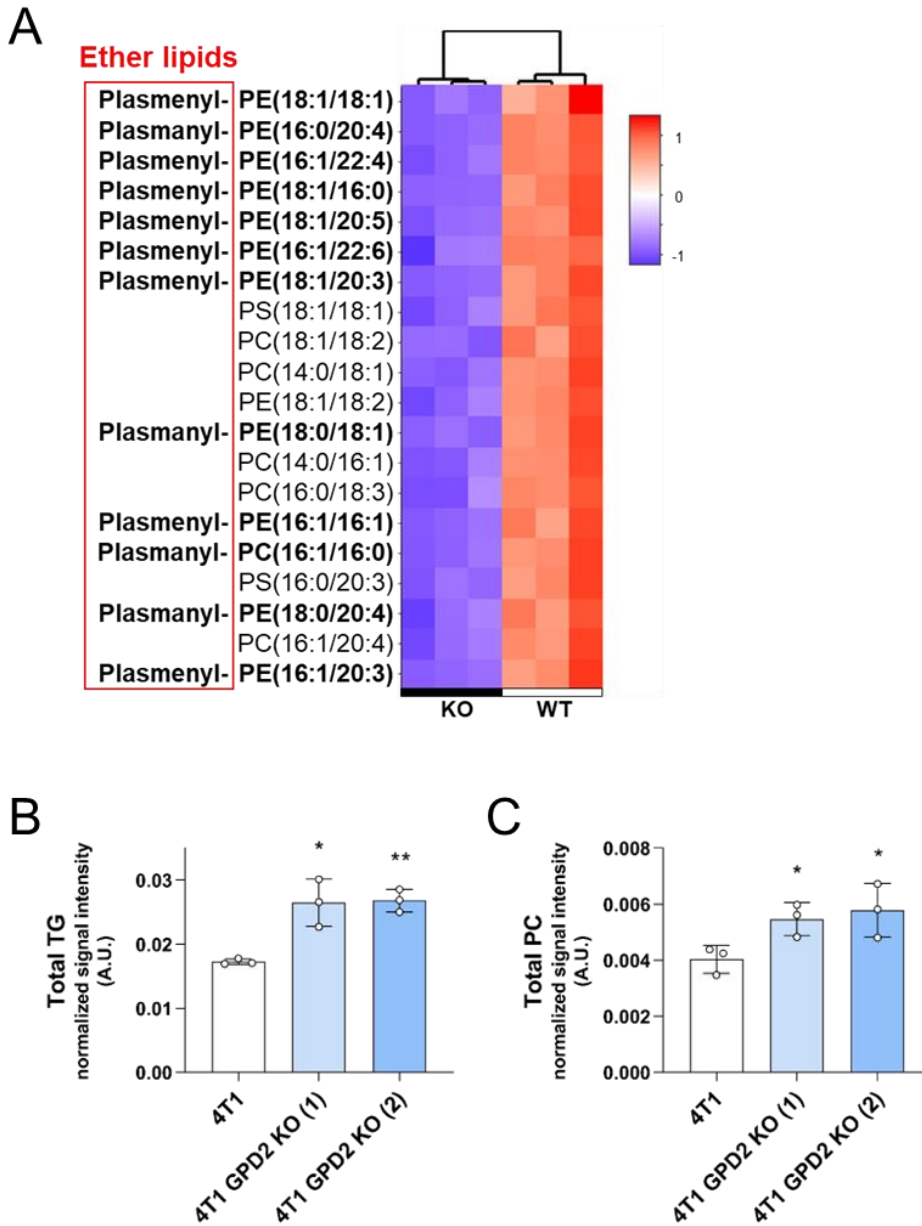 A
Ether lipids
Plasmenyl- PE(18:1/18:1)
Plasmanyl- PE(16:0/20:4)
Plasmenyl- PE(16:1/22:4)
Plasmenyl- PE(18:1/16:0)
Plasmenyl- PE(18:1/20:5)
Plasmenyl- PE(16:1/22:6)
Plasmenyl- PE(18:1/20:3)
PS(18:1/18:1)
PC(18:1/18:2)
PC(14:0/18:1)
PE(18:1/18:2)
Plasmanyl- PE(18:0/18:1)
PC(14:0/16:1)
PC(16:0/18:3)
Plasmenyl- PE(16:1/16:1)
Plasmanyl- PC(16:1/16:0)
PS(16:0/20:3)
Plasmanyl- PE(18:0/20:4)
PC(16:1/20:4)
Plasmenyl- PE(16:1/20:3)
KO WT
1
0
-1
B
Total TG
normalized signal intensity
(A.U.)
0.03
0.02
0.01
0.00
*
**
4T1
4T1 GPD2 KO (1)
4T1 GPD2 KO (2)
C
Total PC
normalized signal intensity
(A.U.)
0.008
0.006
0.004
0.002
0.000
*
*
4T1
4T1 GPD2 KO (1)
4T1 GPD2 KO (2)